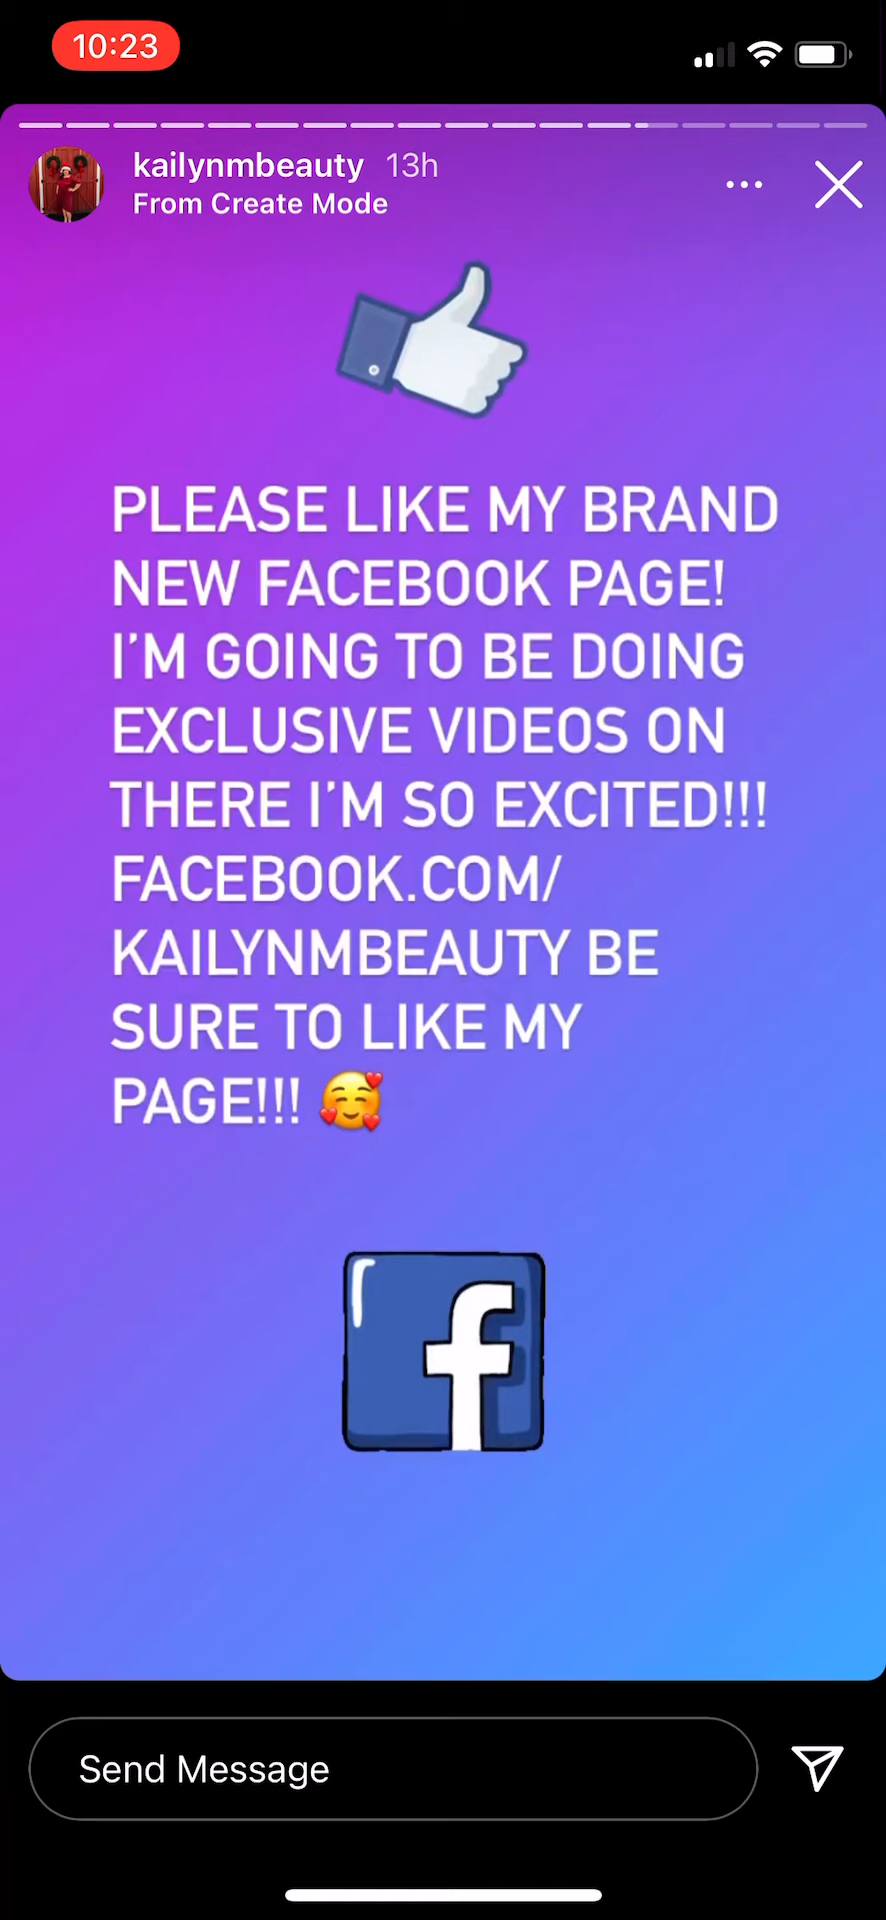 10:23
kailynmbeauty 13h
From Create Mode
PLEASE LIKE MY BRAND
NEW FACEBOOK PAGE!
I'M GOING TO BE DOING
EXCLUSIVE VIDEOS ON
THERE I'M SO EXCITED!!!
FACEBOOK.COM/
KAILYNMBEAUTY BE
SURE TO LIKE MY
PAGE!!! 🥰
f
Send Message